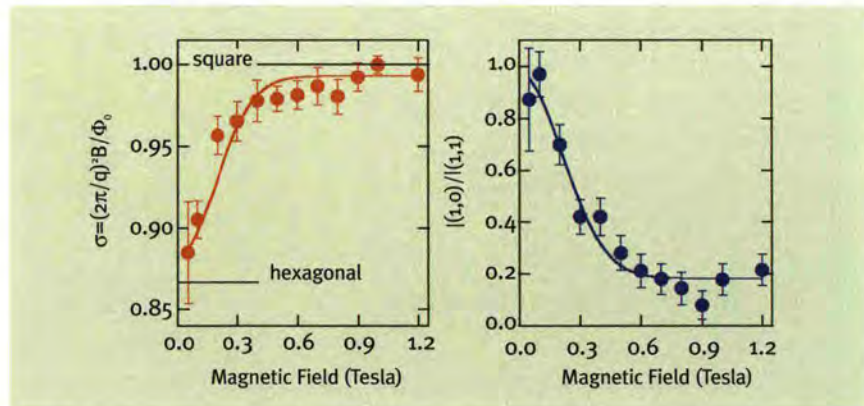 σ=(2π/q)²B/Φ₀
1.00
0.95
0.90
0.85
square
hexagonal
0.0 0.3 0.6 0.9 1.2
Magnetic Field (Tesla)
I(1,0)/I(1,1)
1.0
0.8
0.6
0.4
0.2
0.0
0.0 0.3 0.6 0.9 1.2
Magnetic Field (Tesla)